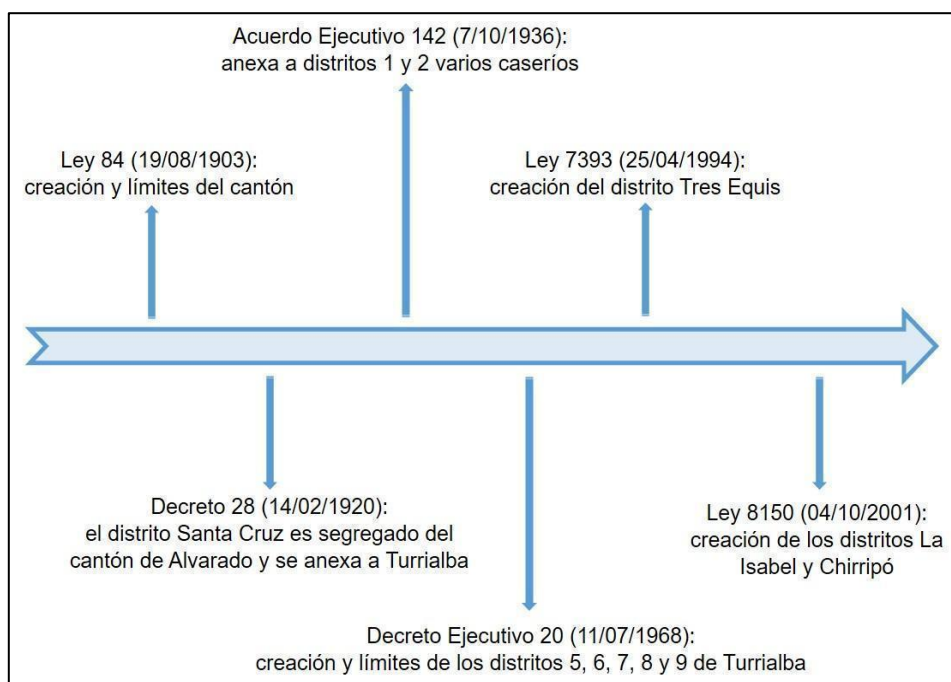 Acuerdo Ejecutivo 142 (7/10/1936):
anexa a distritos 1 y 2 varios caseríos
Ley 84 (19/08/1903):
creación y límites del cantón
Ley 7393 (25/04/1994):
creación del distrito Tres Equis
Decreto 28 (14/02/1920):
el distrito Santa Cruz es segregado del
cantón de Alvarado y se anexa a Turrialba
Ley 8150 (04/10/2001):
creación de los distritos La
Isabel y Chirripó
Decreto Ejecutivo 20 (11/07/1968):
creación y límites de los distritos 5, 6, 7, 8 y 9 de Turrialba